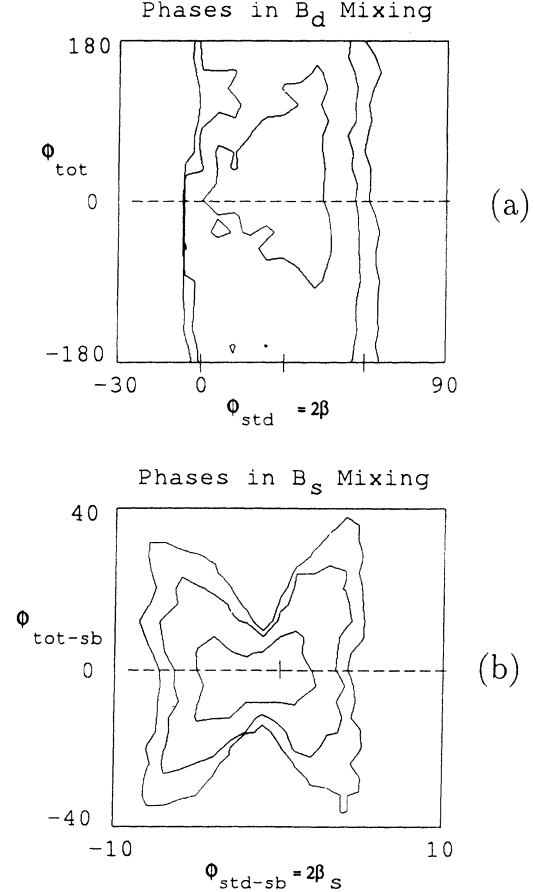 Phases in B_d Mixing
180
Φ_tot
0
(a)
-180
-30 0 90
Φ_std = 2β
Phases in B_s Mixing
40
Φ_tot-sb
0
(b)
-40
-10 10
Φ_std-sb = 2β_s